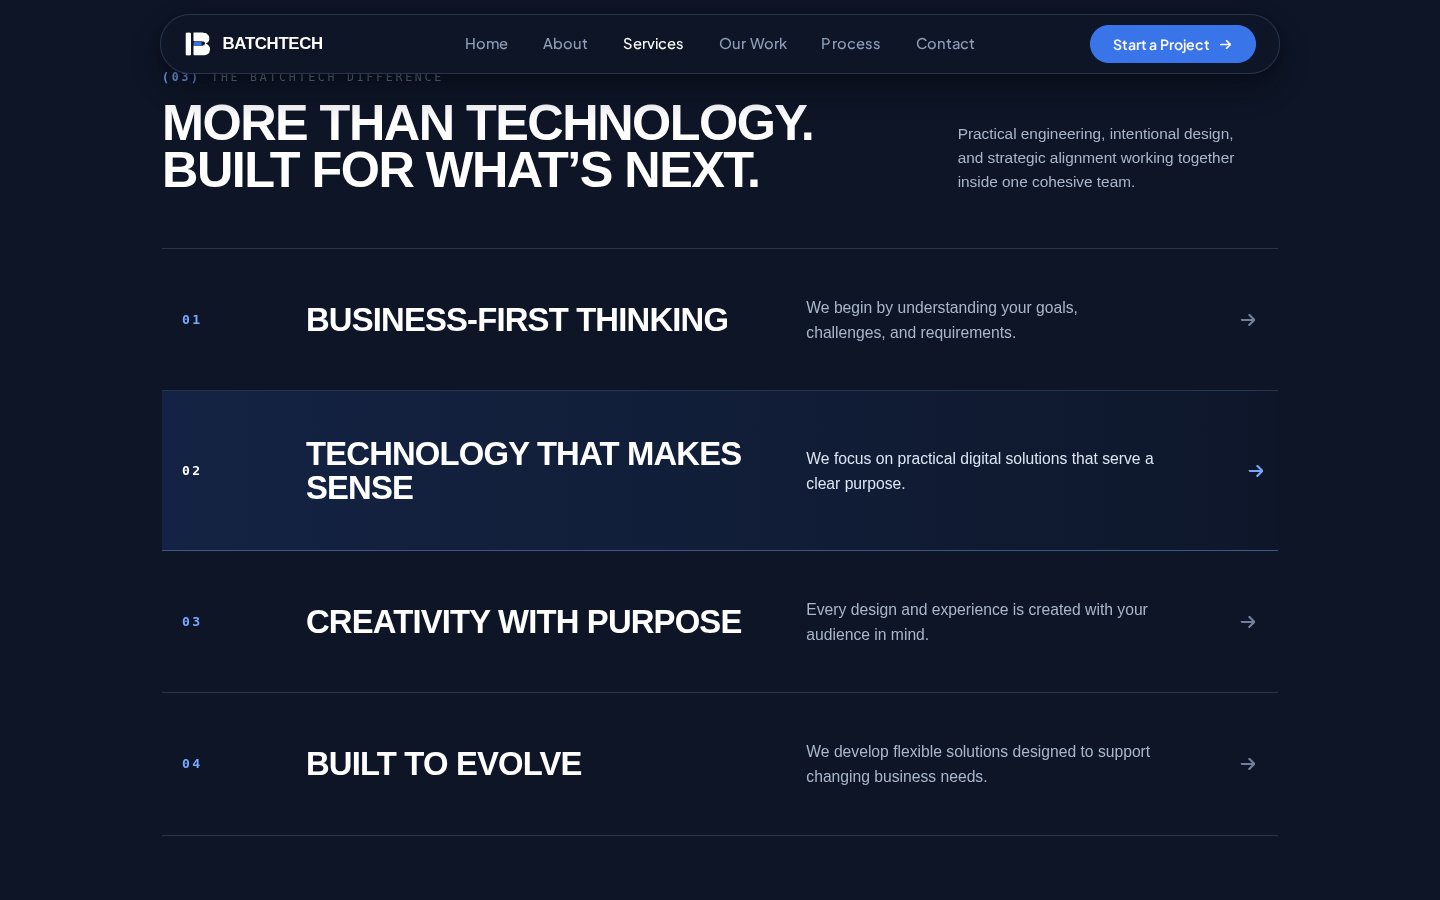 BATCHTECH
Home
About
Services
Our Work
Process
Contact
Start a Project
(03) THE BATCHTECH DIFFERENCE
MORE THAN TECHNOLOGY.
BUILT FOR WHAT’S NEXT.
Practical engineering, intentional design,
and strategic alignment working together
inside one cohesive team.
01
BUSINESS-FIRST THINKING
We begin by understanding your goals,
challenges, and requirements.
02
TECHNOLOGY THAT MAKES
SENSE
We focus on practical digital solutions that serve a
clear purpose.
03
CREATIVITY WITH PURPOSE
Every design and experience is created with your
audience in mind.
04
BUILT TO EVOLVE
We develop flexible solutions designed to support
changing business needs.